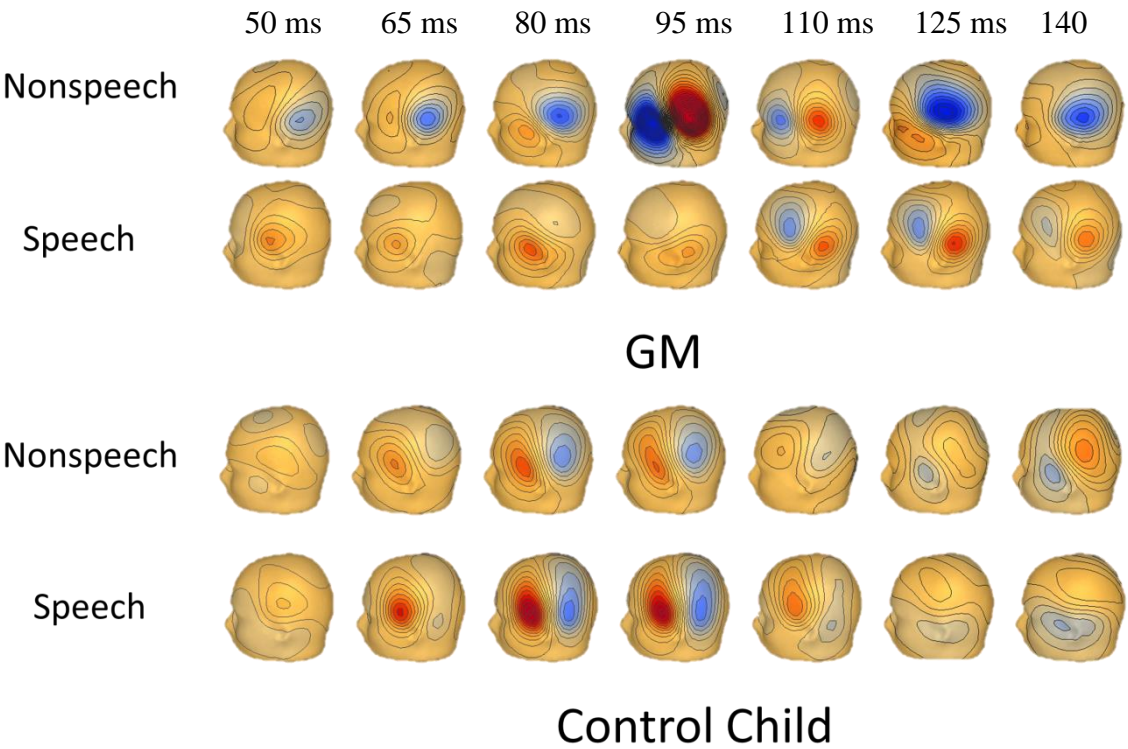 50 ms 65 ms 80 ms 95 ms 110 ms 125 ms 140
Nonspeech
Speech
GM
Nonspeech
Speech
Control Child